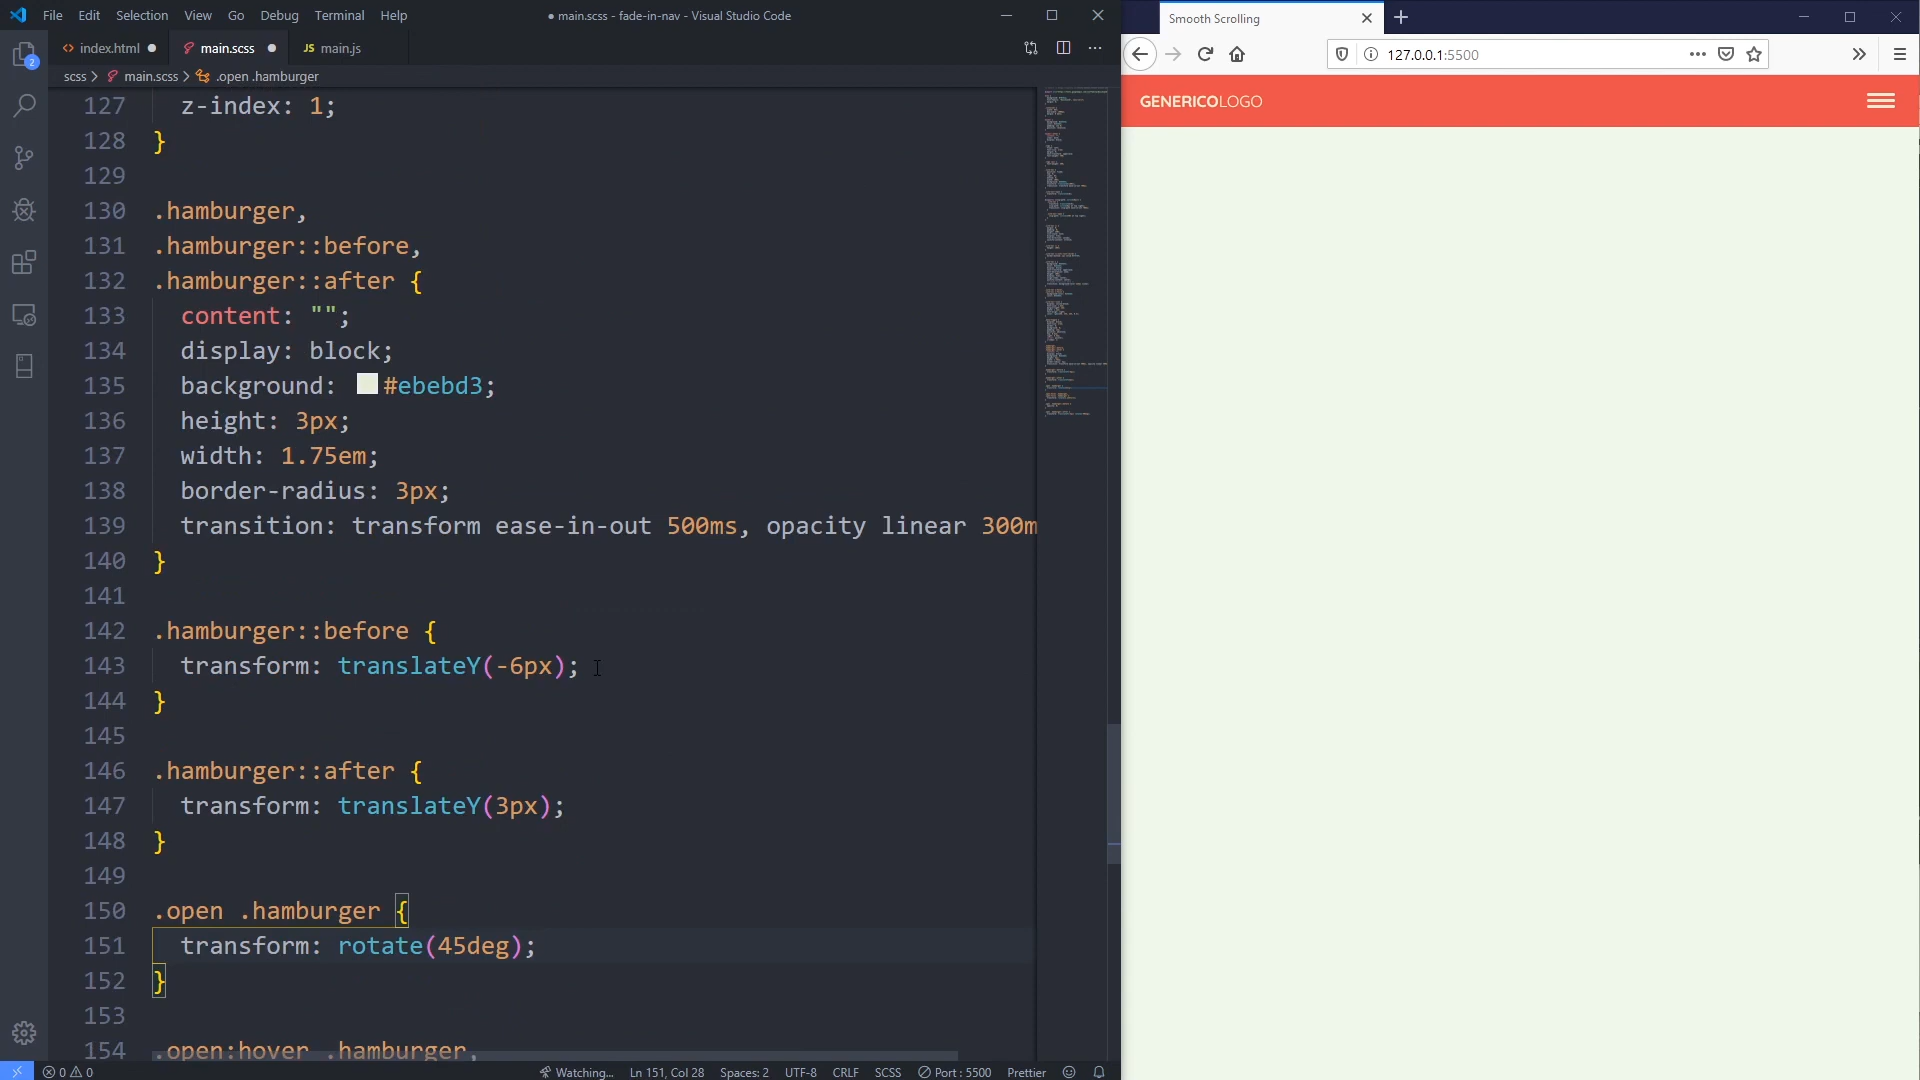 File Edit Selection View Go Debug Terminal Help
● main.scss - fade-in-nav - Visual Studio Code
index.html ●
main.scss ●
JS main.js
scss > main.scss > .open .hamburger
127 z-index: 1;
128 }
129
130 .hamburger,
131 .hamburger::before,
132 .hamburger::after {
133 content: "";
134 display: block;
135 background: #ebebd3;
136 height: 3px;
137 width: 1.75em;
138 border-radius: 3px;
139 transition: transform ease-in-out 500ms, opacity linear 300m
140 }
141
142 .hamburger::before {
143 transform: translateY(-6px);
144 }
145
146 .hamburger::after {
147 transform: translateY(3px);
148 }
149
150 .open .hamburger {
151 transform: rotate(45deg);
152 }
153
154 .open:hover .hamburger,
2
0 0
Watching... Ln 151, Col 28 Spaces: 2 UTF-8 CRLF SCSS Port : 5500 Prettier
Smooth Scrolling
127.0.0.1:5500
GENERICOLOGO